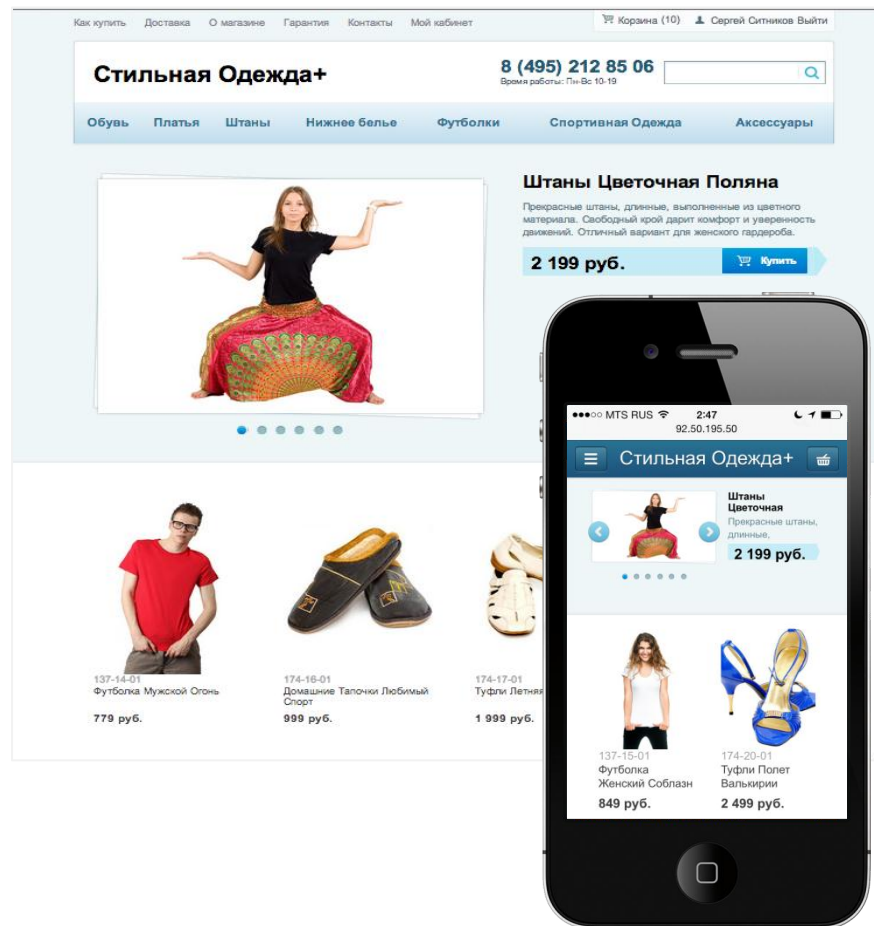 Как купить Доставка О магазине Гарантия Контакты Мой кабинет Корзина (10) Сергей Ситников Выйти
Стильная Одежда+
8 (495) 212 85 06
Время работы: Пн-Вс 10-19
Обувь Платья Штаны Нижнее белье Футболки Спортивная Одежда Аксессуары
Штаны Цветочная Поляна
Прекрасные штаны, длинные, выполненные из цветного
материала. Свободный крой дарит комфорт и уверенность
движений. Отличный вариант для женского гардероба.
2 199 руб.
Купить
137-14-01
Футболка Мужской Огонь
779 руб.
174-16-01
Домашние Тапочки Любимый
Спорт
999 руб.
174-17-01
Туфли Летняя
1 999 руб.
MTS RUS 2:47
92.50.195.50
Стильная Одежда+
Штаны
Цветочная
Прекрасные штаны,
длинные,
2 199 руб.
137-15-01
Футболка
Женский Соблазн
849 руб.
174-20-01
Туфли Полет
Валькирии
2 499 руб.